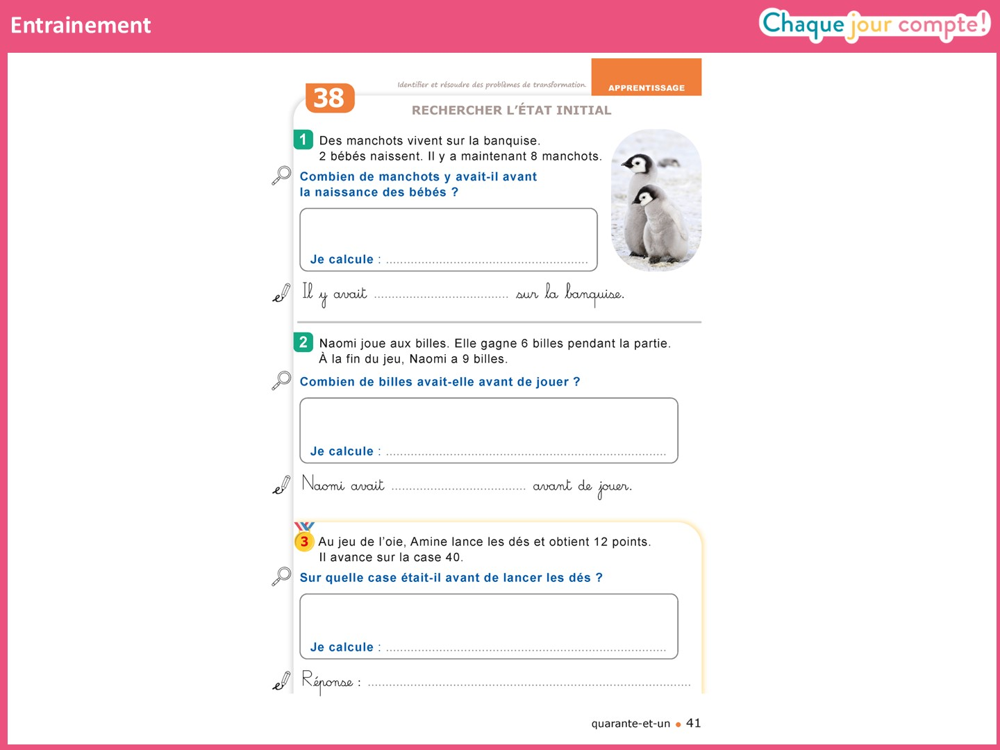 Entrainement
Chaque jour compte!
Identifier et résoudre des problèmes de transformation.
APPRENTISSAGE
38
RECHERCHER L'ÉTAT INITIAL
1 Des manchots vivent sur la banquise.
2 bébés naissent. Il y a maintenant 8 manchots.
Combien de manchots y avait-il avant
la naissance des bébés ?
Je calcule : ........................................................
Il y avait ..................................... sur la banquise.
2 Naomi joue aux billes. Elle gagne 6 billes pendant la partie.
À la fin du jeu, Naomi a 9 billes.
Combien de billes avait-elle avant de jouer ?
Je calcule : ..............................................................................
Naomi avait ..................................... avant de jouer.
3 Au jeu de l'oie, Amine lance les dés et obtient 12 points.
Il avance sur la case 40.
Sur quelle case était-il avant de lancer les dés ?
Je calcule : ..............................................................................
Réponse : ..........................................................................................
quarante-et-un • 41